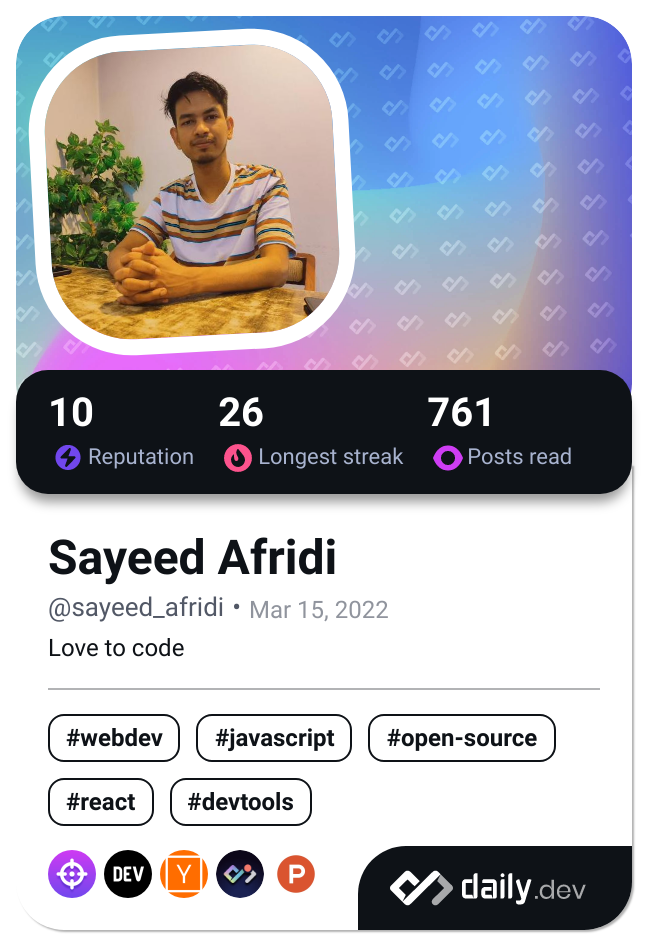 10 26 761
Reputation Longest streak Posts read
Sayeed Afridi
@sayeed_afridi • Mar 15, 2022
Love to code
#webdev #javascript #open-source
#react #devtools
DEV Y P
daily.dev